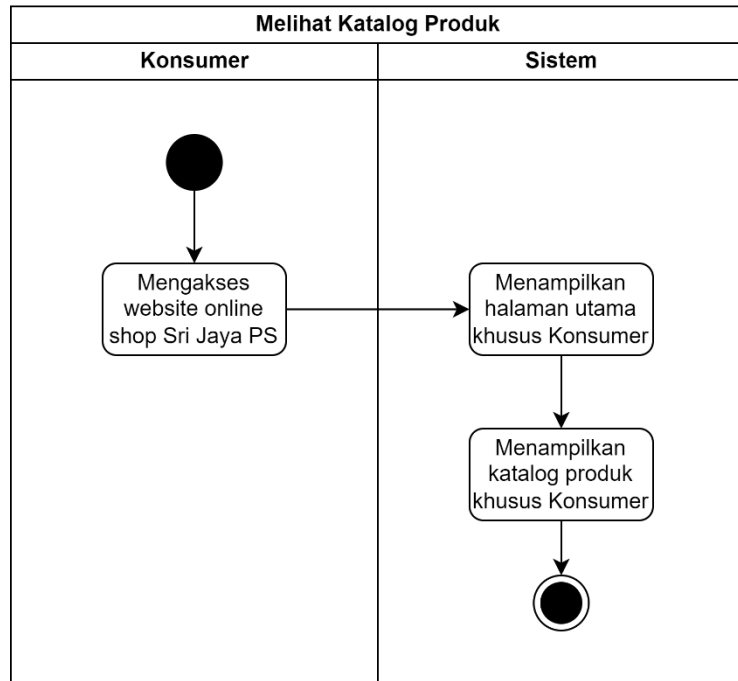 Melihat Katalog Produk
Konsumer
Sistem
Mengakses
website online
shop Sri Jaya PS
Menampilkan
halaman utama
khusus Konsumer
Menampilkan
katalog produk
khusus Konsumer